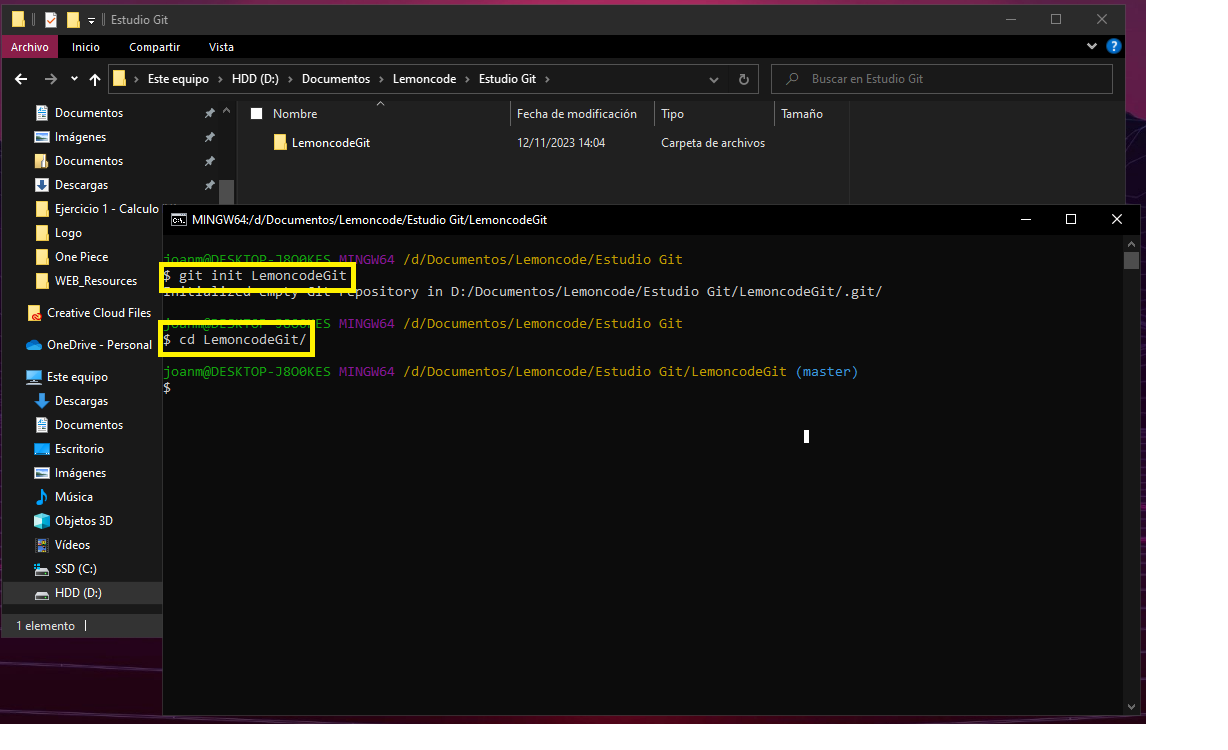 Estudio Git
Archivo Inicio Compartir Vista
Este equipo HDD (D:) Documentos Lemoncode Estudio Git
Buscar en Estudio Git
Documentos
Imágenes
Documentos
Descargas
Ejercicio 1 - Calculo
Logo
One Piece
WEB_Resources
Creative Cloud Files
OneDrive - Personal
Este equipo
Descargas
Documentos
Escritorio
Imágenes
Música
Objetos 3D
Vídeos
SSD (C:)
HDD (D:)
1 elemento
Nombre Fecha de modificación Tipo Tamaño
LemoncodeGit 12/11/2023 14:04 Carpeta de archivos
MINGW64:/d/Documentos/Lemoncode/Estudio Git/LemoncodeGit
joanm@DESKTOP-J8O0KES MINGW64 /d/Documentos/Lemoncode/Estudio Git
$ git init LemoncodeGit
Initialized empty Git repository in D:/Documentos/Lemoncode/Estudio Git/LemoncodeGit/.git/
joanm@DESKTOP-J8O0KES MINGW64 /d/Documentos/Lemoncode/Estudio Git
$ cd LemoncodeGit/
joanm@DESKTOP-J8O0KES MINGW64 /d/Documentos/Lemoncode/Estudio Git/LemoncodeGit (master)
$